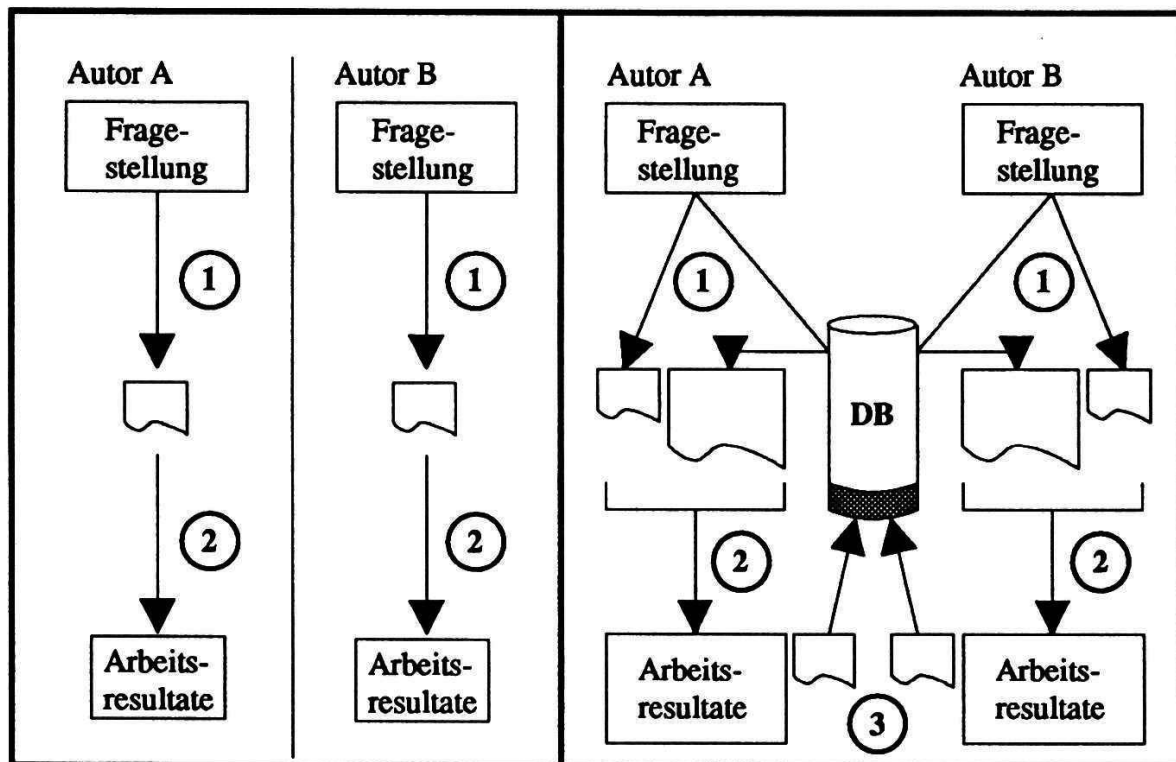 Autor A
Frage-
stellung
1
2
Arbeits-
resultate
Autor B
Frage-
stellung
1
2
Arbeits-
resultate
Autor A
Frage-
stellung
1
2
Arbeits-
resultate
DB
3
Autor B
Frage-
stellung
1
2
Arbeits-
resultate